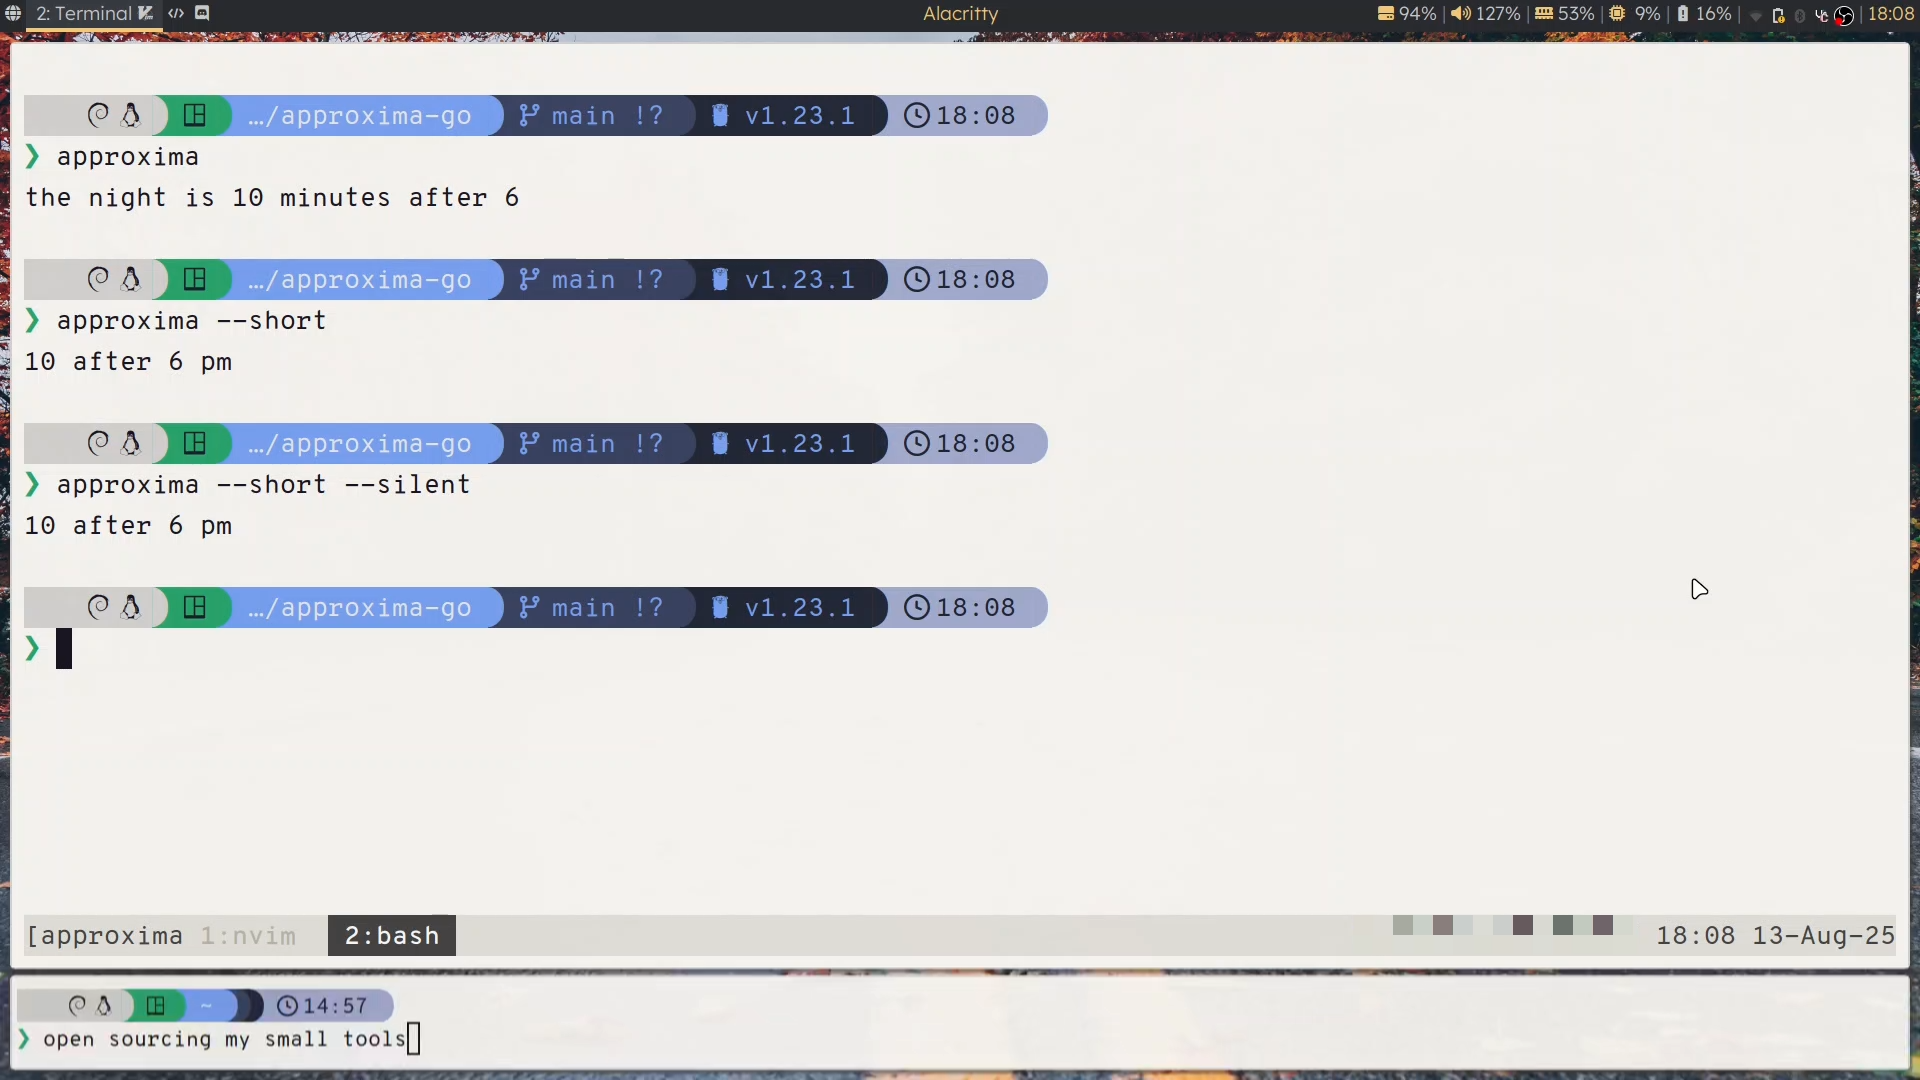 2: Terminal
Alacritty
94% 127% 53% 9% 16% 18:08
…/approxima-go main !? v1.23.1 18:08
❯ approxima
the night is 10 minutes after 6
…/approxima-go main !? v1.23.1 18:08
❯ approxima --short
10 after 6 pm
…/approxima-go main !? v1.23.1 18:08
❯ approxima --short --silent
10 after 6 pm
…/approxima-go main !? v1.23.1 18:08
❯
[approxima 1:nvim 2:bash 18:08 13-Aug-25
~ 14:57
❯ open sourcing my small tools